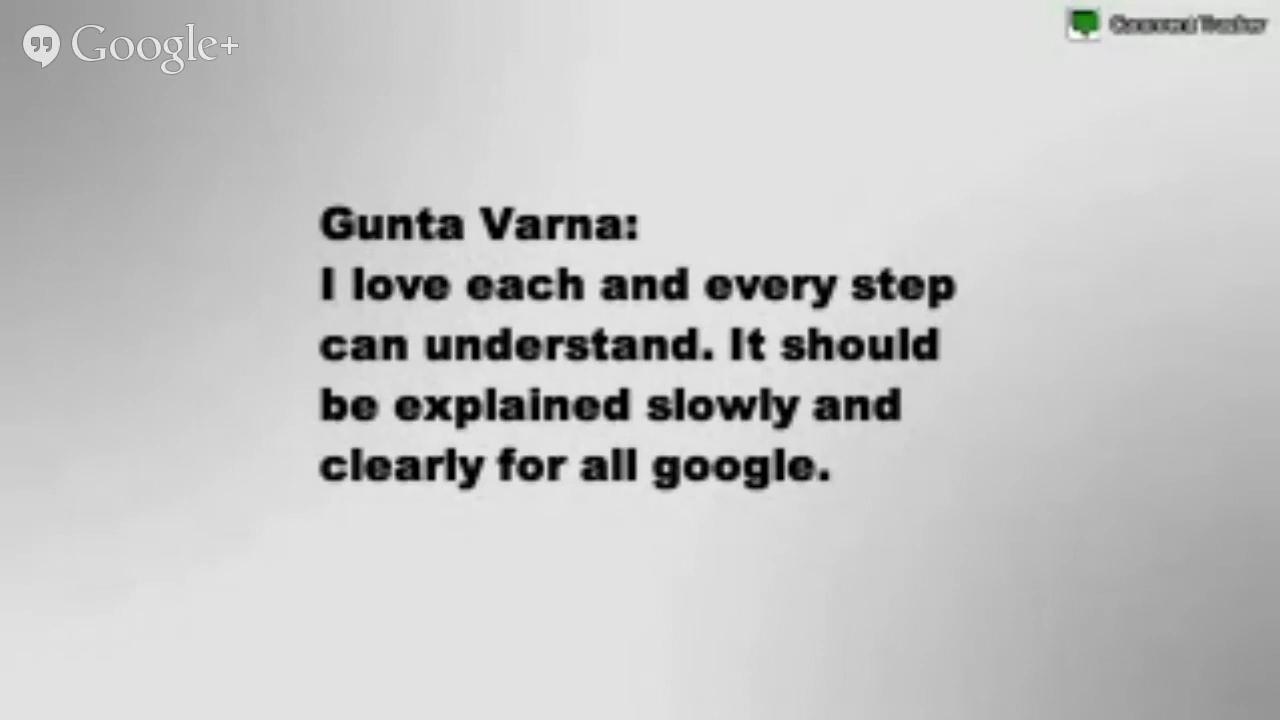 Google+
Gunta Varna:
I love each and every step
can understand. It should
be explained slowly and
clearly for all google.